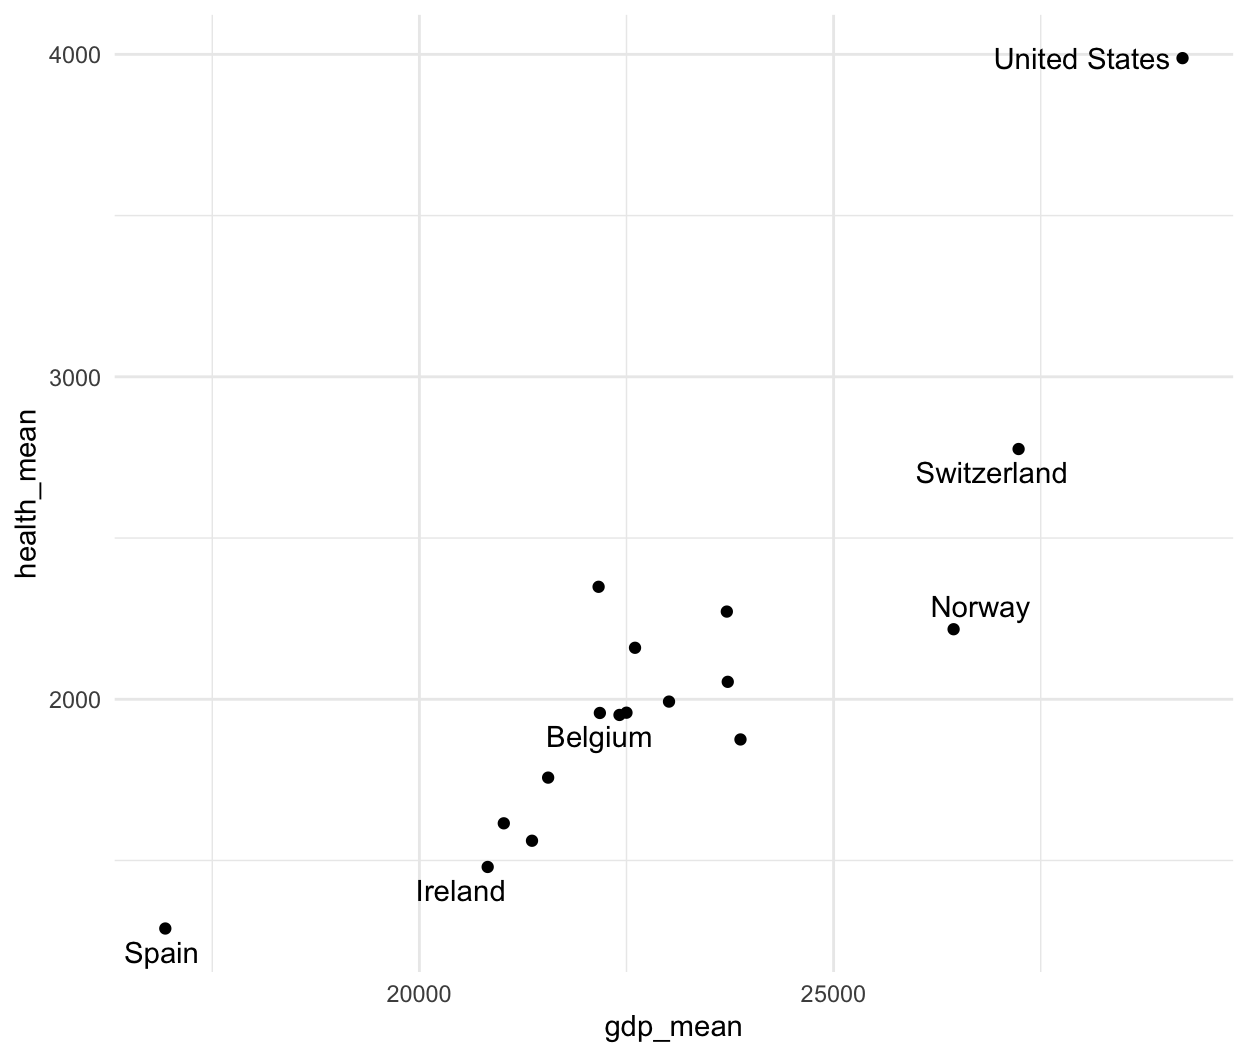 4000
United States
3000
Switzerland
health_mean
Norway
2000
Belgium
Ireland
Spain
20000
25000
gdp_mean